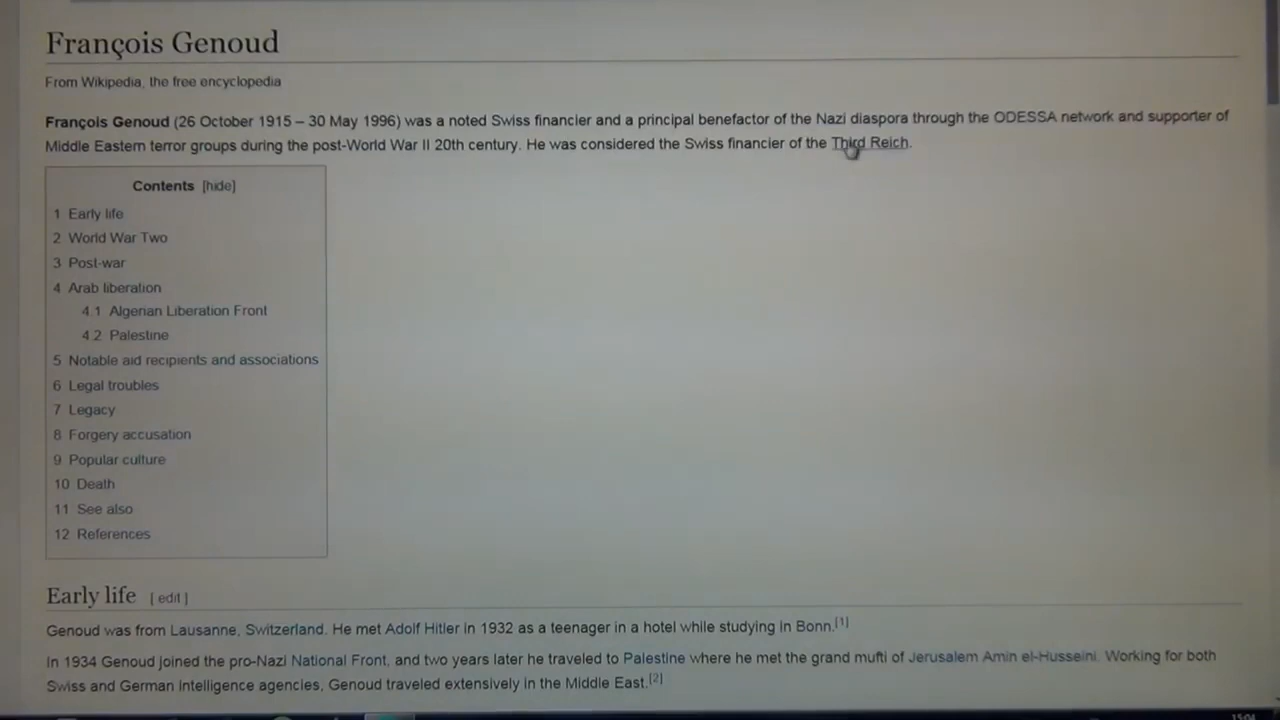 François Genoud
From Wikipedia, the free encyclopedia
François Genoud (26 October 1915 – 30 May 1996) was a noted Swiss financier and a principal benefactor of the Nazi diaspora through the ODESSA network and supporter of
Middle Eastern terror groups during the post-World War II 20th century. He was considered the Swiss financier of the Third Reich.
Contents [hide]
1 Early life
2 World War Two
3 Post-war
4 Arab liberation
4.1 Algerian Liberation Front
4.2 Palestine
5 Notable aid recipients and associations
6 Legal troubles
7 Legacy
8 Forgery accusation
9 Popular culture
10 Death
11 See also
12 References
Early life [ edit ]
Genoud was from Lausanne, Switzerland. He met Adolf Hitler in 1932 as a teenager in a hotel while studying in Bonn.[1]
In 1934 Genoud joined the pro-Nazi National Front, and two years later he traveled to Palestine where he met the grand mufti of Jerusalem Amin el-Husseini. Working for both
Swiss and German Intelligence agencies, Genoud traveled extensively in the Middle East.[2]
15:04